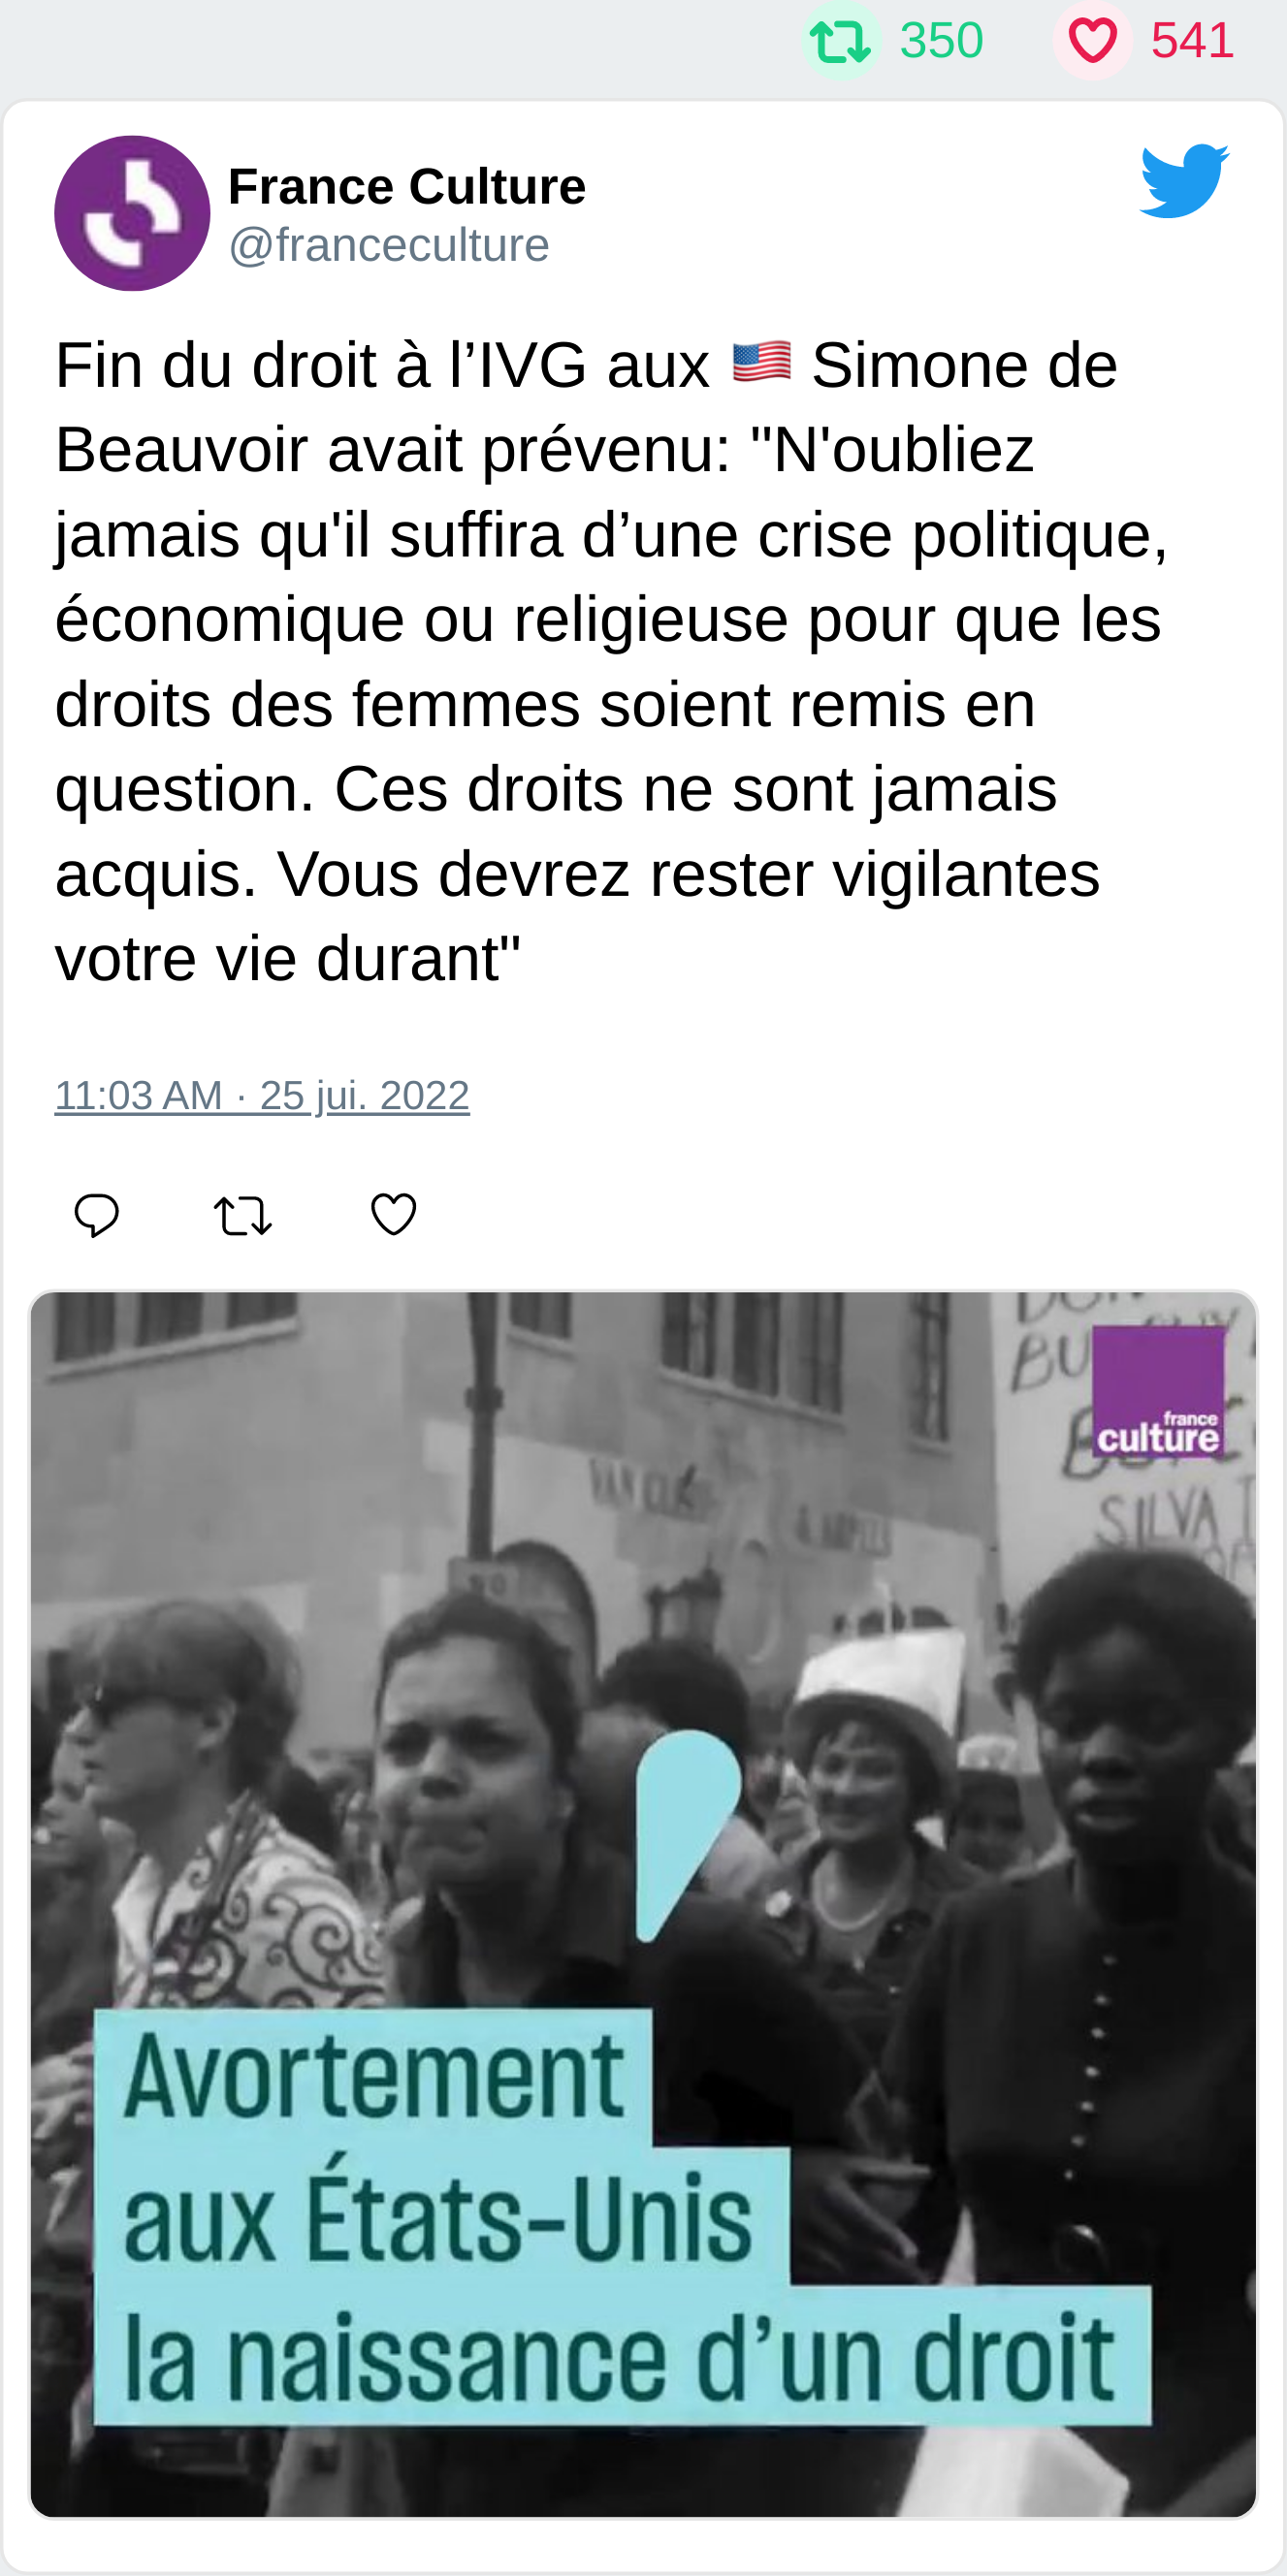 350 541
France Culture
@franceculture
Fin du droit à l’IVG aux 🇺🇸 Simone de
Beauvoir avait prévenu: "N'oubliez
jamais qu'il suffira d’une crise politique,
économique ou religieuse pour que les
droits des femmes soient remis en
question. Ces droits ne sont jamais
acquis. Vous devrez rester vigilantes
votre vie durant"
11:03 AM · 25 jui. 2022
france
culture
SILVA
Avortement
aux États-Unis
la naissance d’un droit